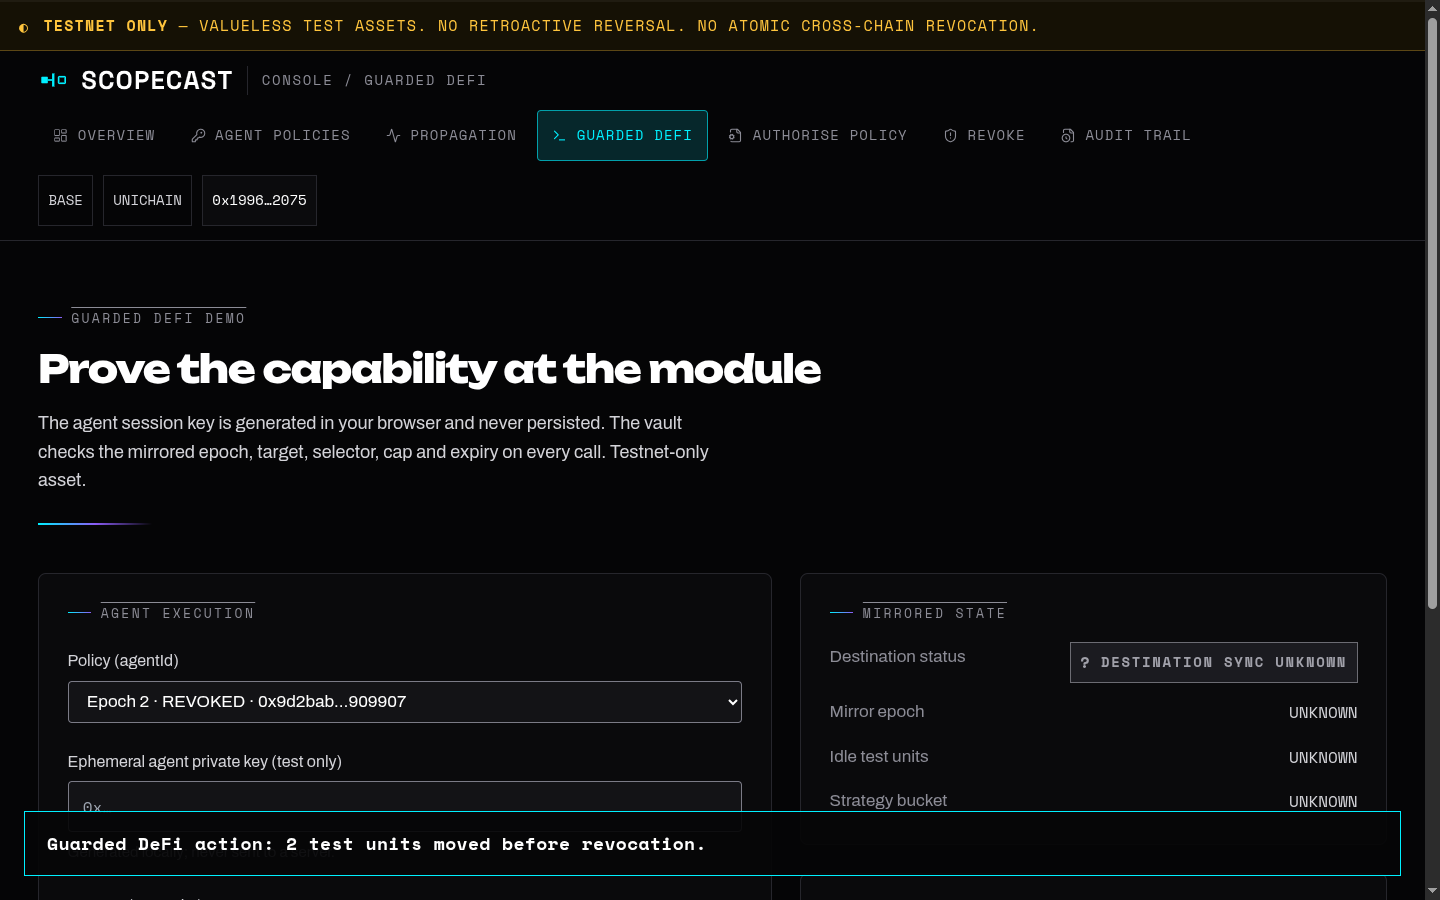 TESTNET ONLY — VALUELESS TEST ASSETS. NO RETROACTIVE REVERSAL. NO ATOMIC CROSS-CHAIN REVOCATION.
SCOPECAST
CONSOLE / GUARDED DEFI
OVERVIEW
AGENT POLICIES
PROPAGATION
GUARDED DEFI
AUTHORISE POLICY
REVOKE
AUDIT TRAIL
BASE
UNICHAIN
0x1996…2075
GUARDED DEFI DEMO
Prove the capability at the module
The agent session key is generated in your browser and never persisted. The vault
checks the mirrored epoch, target, selector, cap and expiry on every call. Testnet-only
asset.
AGENT EXECUTION
Policy (agentId)
Epoch 2 · REVOKED · 0x9d2bab…909907
Ephemeral agent private key (test only)
0x
MIRRORED STATE
Destination status
? DESTINATION SYNC UNKNOWN
Mirror epoch
UNKNOWN
Idle test units
UNKNOWN
Strategy bucket
UNKNOWN
Guarded DeFi action: 2 test units moved before revocation.